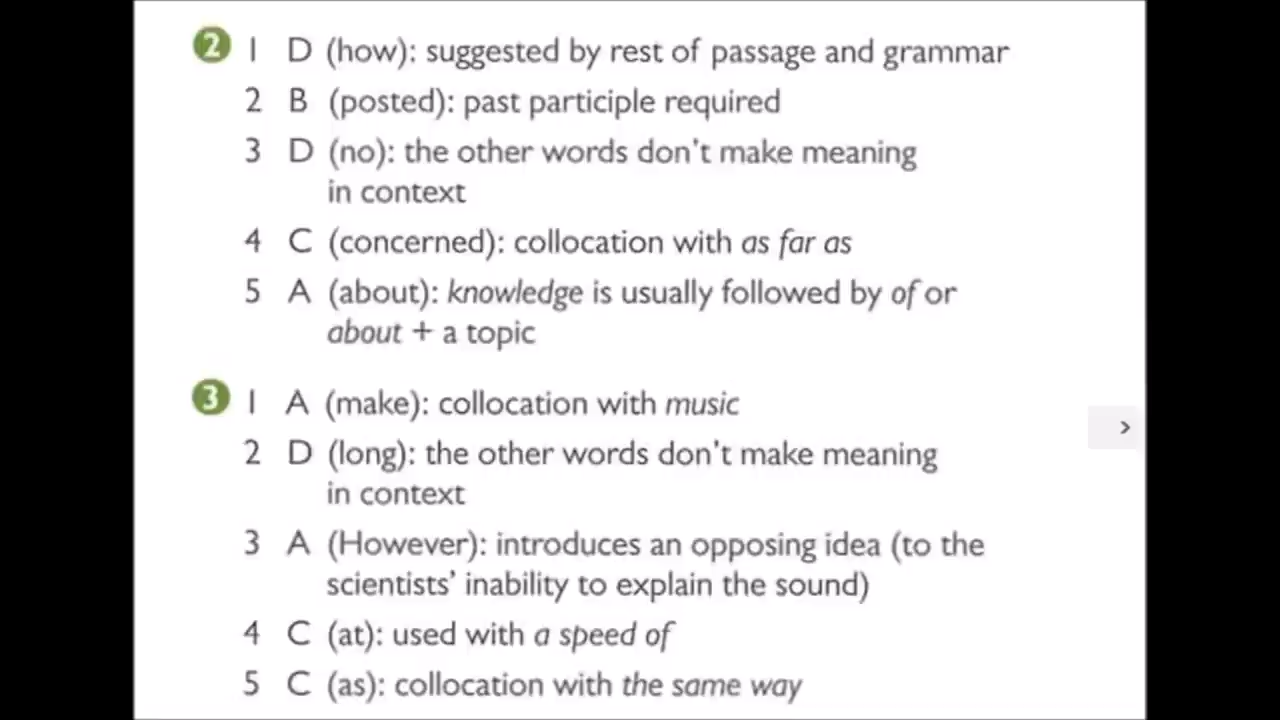 2 1 D (how): suggested by rest of passage and grammar
2 B (posted): past participle required
3 D (no): the other words don't make meaning
in context
4 C (concerned): collocation with as far as
5 A (about): knowledge is usually followed by of or
about + a topic
3 1 A (make): collocation with music
2 D (long): the other words don't make meaning
in context
3 A (However): introduces an opposing idea (to the
scientists' inability to explain the sound)
4 C (at): used with a speed of
5 C (as): collocation with the same way